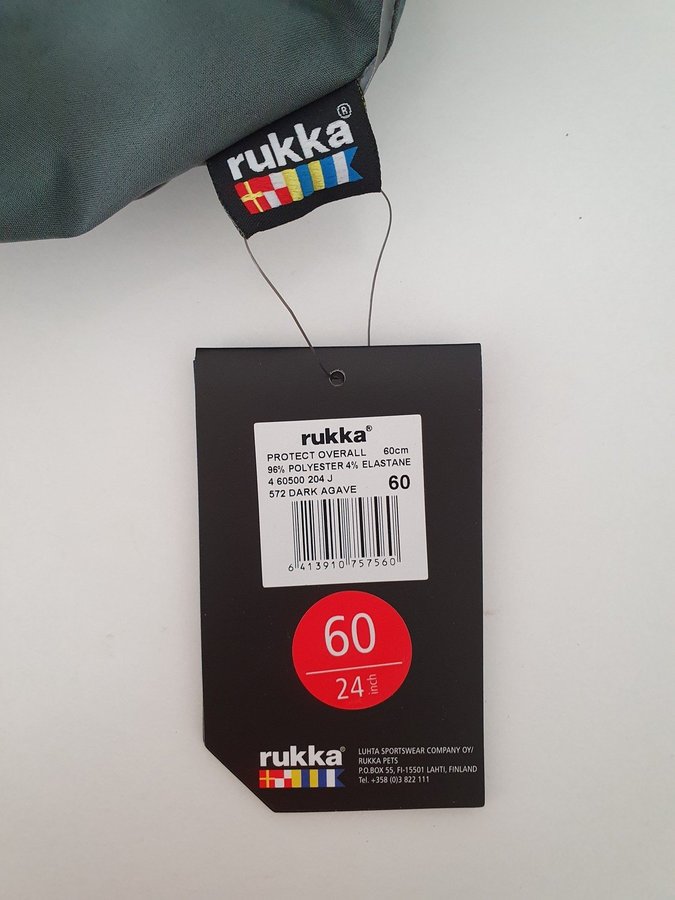 rukka®
rukka®
PROTECT OVERALL 60cm
96% POLYESTER 4% ELASTANE
4 60500 204 J
572 DARK AGAVE 60
6 413910 757560
60
24 inch
rukka®
LUHTA SPORTSWEAR COMPANY OY/
RUKKA PETS
P.O.BOX 55, FI-15501 LAHTI, FINLAND
Tel. +358 (0)3 822 111